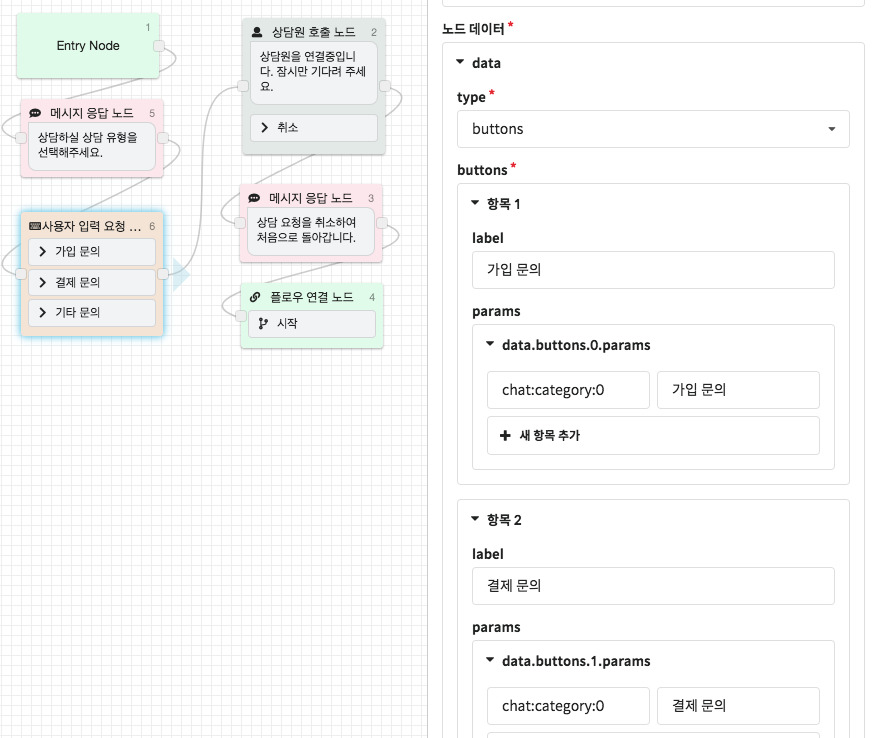 1
Entry Node
메시지 응답 노드 5
상담하실 상담 유형을
선택해주세요.
사용자 입력 요청 ... 6
가입 문의
결제 문의
기타 문의
상담원 호출 노드 2
상담원을 연결중입니
다. 잠시만 기다려 주세
요.
취소
메시지 응답 노드 3
상담 요청을 취소하여
처음으로 돌아갑니다.
플로우 연결 노드 4
시작
노드 데이터*
data
type*
buttons
buttons*
항목 1
label
가입 문의
params
data.buttons.0.params
chat:category:0 가입 문의
새 항목 추가
항목 2
label
결제 문의
params
data.buttons.1.params
chat:category:0 결제 문의